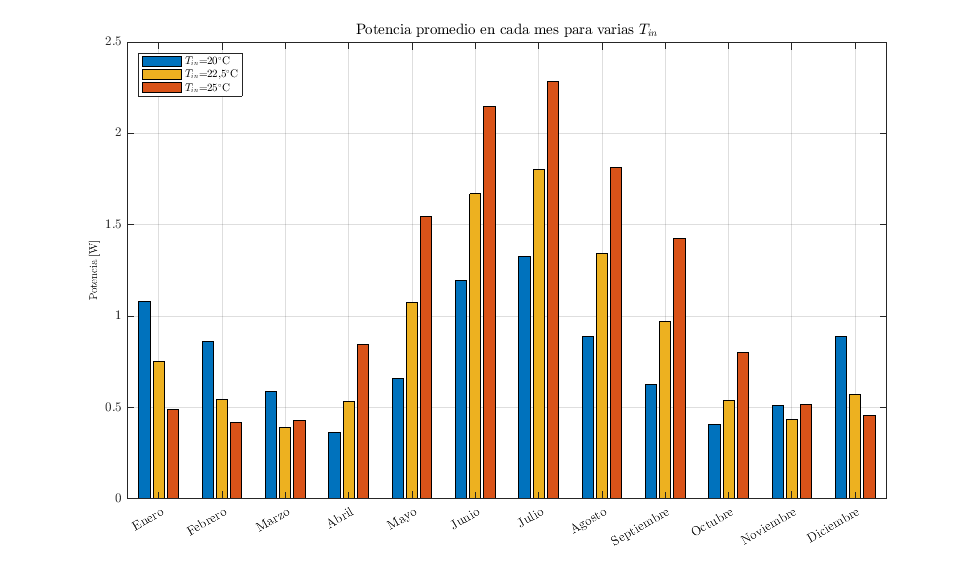 Potencia promedio en cada mes para varias T_in
T_in=20°C
T_in=22,5°C
T_in=25°C
Potencia [W]
2.5
2
1.5
1
0.5
0
Enero
Febrero
Marzo
Abril
Mayo
Junio
Julio
Agosto
Septiembre
Octubre
Noviembre
Diciembre